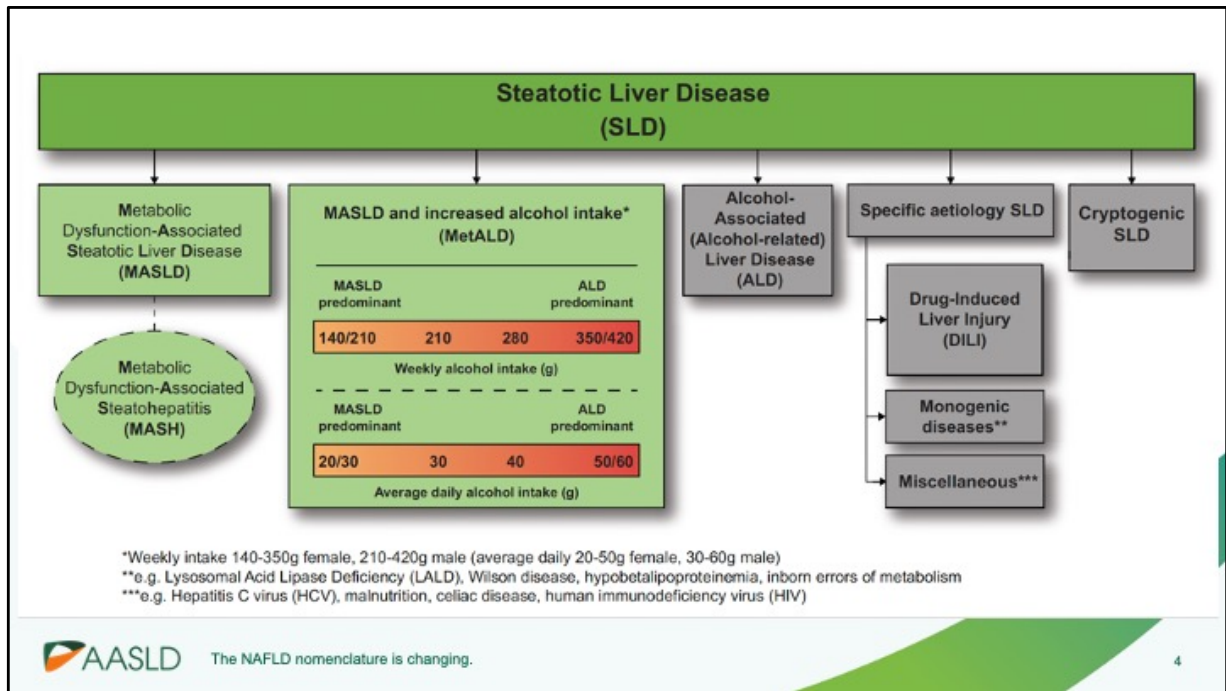 Steatotic Liver Disease
(SLD)
Metabolic
Dysfunction-Associated
Steatotic Liver Disease
(MASLD)
Metabolic
Dysfunction-Associated
Steatohepatitis
(MASH)
MASLD and increased alcohol intake*
(MetALD)
MASLD predominant
ALD predominant
140/210 210 280 350/420
Weekly alcohol intake (g)
MASLD predominant
ALD predominant
20/30 30 40 50/60
Average daily alcohol intake (g)
Alcohol-
Associated
(Alcohol-related)
Liver Disease
(ALD)
Specific aetiology SLD
Drug-Induced
Liver Injury
(DILI)
Monogenic
diseases**
Miscellaneous***
Cryptogenic
SLD
*Weekly intake 140-350g female, 210-420g male (average daily 20-50g female, 30-60g male)
**e.g. Lysosomal Acid Lipase Deficiency (LALD), Wilson disease, hypobetalipoproteinemia, inborn errors of metabolism
***e.g. Hepatitis C virus (HCV), malnutrition, celiac disease, human immunodeficiency virus (HIV)
AASLD
The NAFLD nomenclature is changing.
4